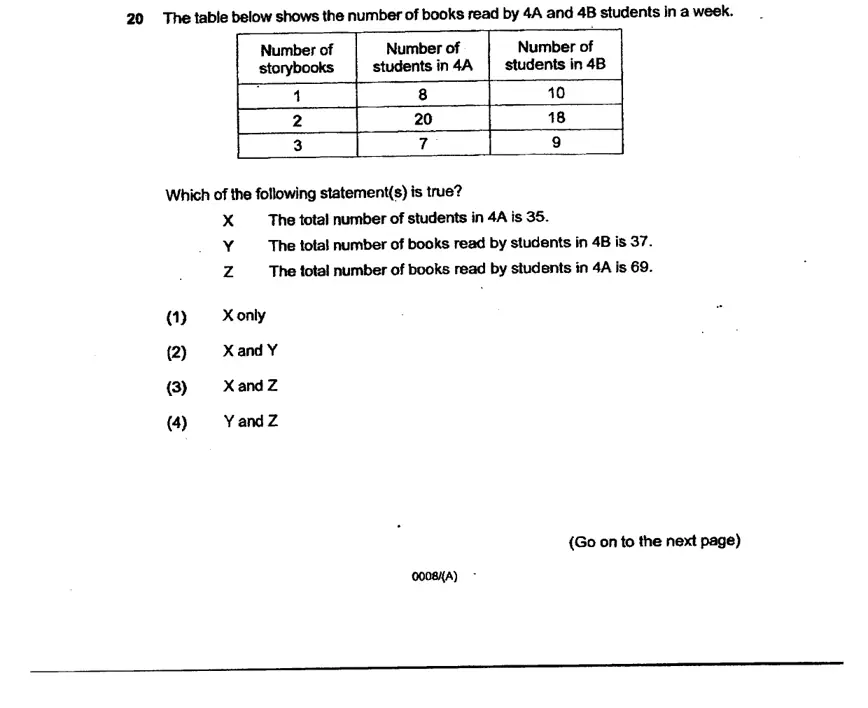 20 The table below shows the number of books read by 4A and 4B students in a week.
Number of storybooks Number of students in 4A Number of students in 4B
1 8 10
2 20 18
3 7 9
Which of the following statement(s) is true?
X The total number of students in 4A is 35.
Y The total number of books read by students in 4B is 37.
Z The total number of books read by students in 4A is 69.
(1) X only
(2) X and Y
(3) X and Z
(4) Y and Z
(Go on to the next page)
0008/(A)